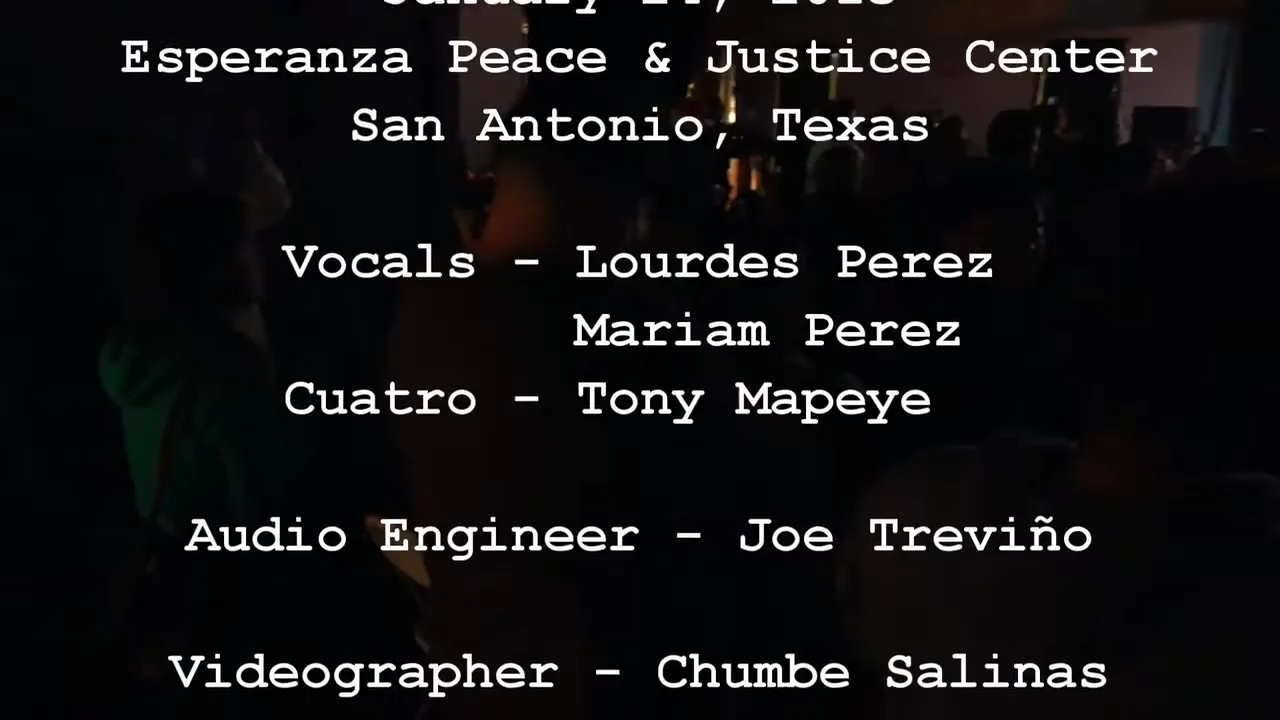 Esperanza Peace & Justice Center
San Antonio, Texas
Vocals - Lourdes Perez
Mariam Perez
Cuatro - Tony Mapeye
Audio Engineer - Joe Treviño
Videographer - Chumbe Salinas